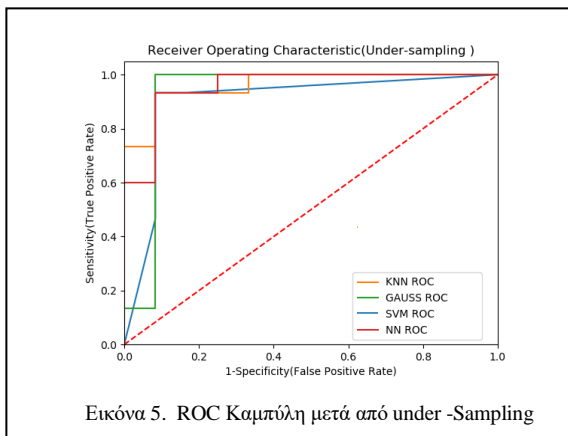 Receiver Operating Characteristic(Under-sampling )
1.0
0.8
0.6
0.4
0.2
0.0
Sensitivity(True Positive Rate)
KNN ROC
GAUSS ROC
SVM ROC
NN ROC
0.0 0.2 0.4 0.6 0.8 1.0
1-Specificity(False Positive Rate)
Εικόνα 5. ROC Καμπύλη μετά από under -Sampling